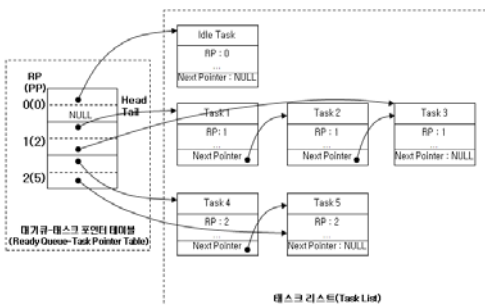 Idle Task
RP : 0
...
Next Pointer : NULL
RP
(PP)
0(0)
Head
NULL
Tail
1(2)
2(5)
Task 1
RP: 1
Next Pointer
Task 2
RP : 1
Next Pointer
Task 3
RP : 1
...
Next Pointer : NULL
Task 4
RP : 2
...
Next Pointer
Task 5
RP : 2
...
Next Pointer : NULL
대기큐-태스크 포인터 테이블
(Ready Queue-Task Pointer Table)
태스크 리스트(Task List)